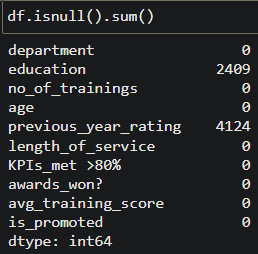 df.isnull().sum()
department 0
education 2409
no_of_trainings 0
age 0
previous_year_rating 4124
length_of_service 0
KPIs_met >80% 0
awards_won? 0
avg_training_score 0
is_promoted 0
dtype: int64